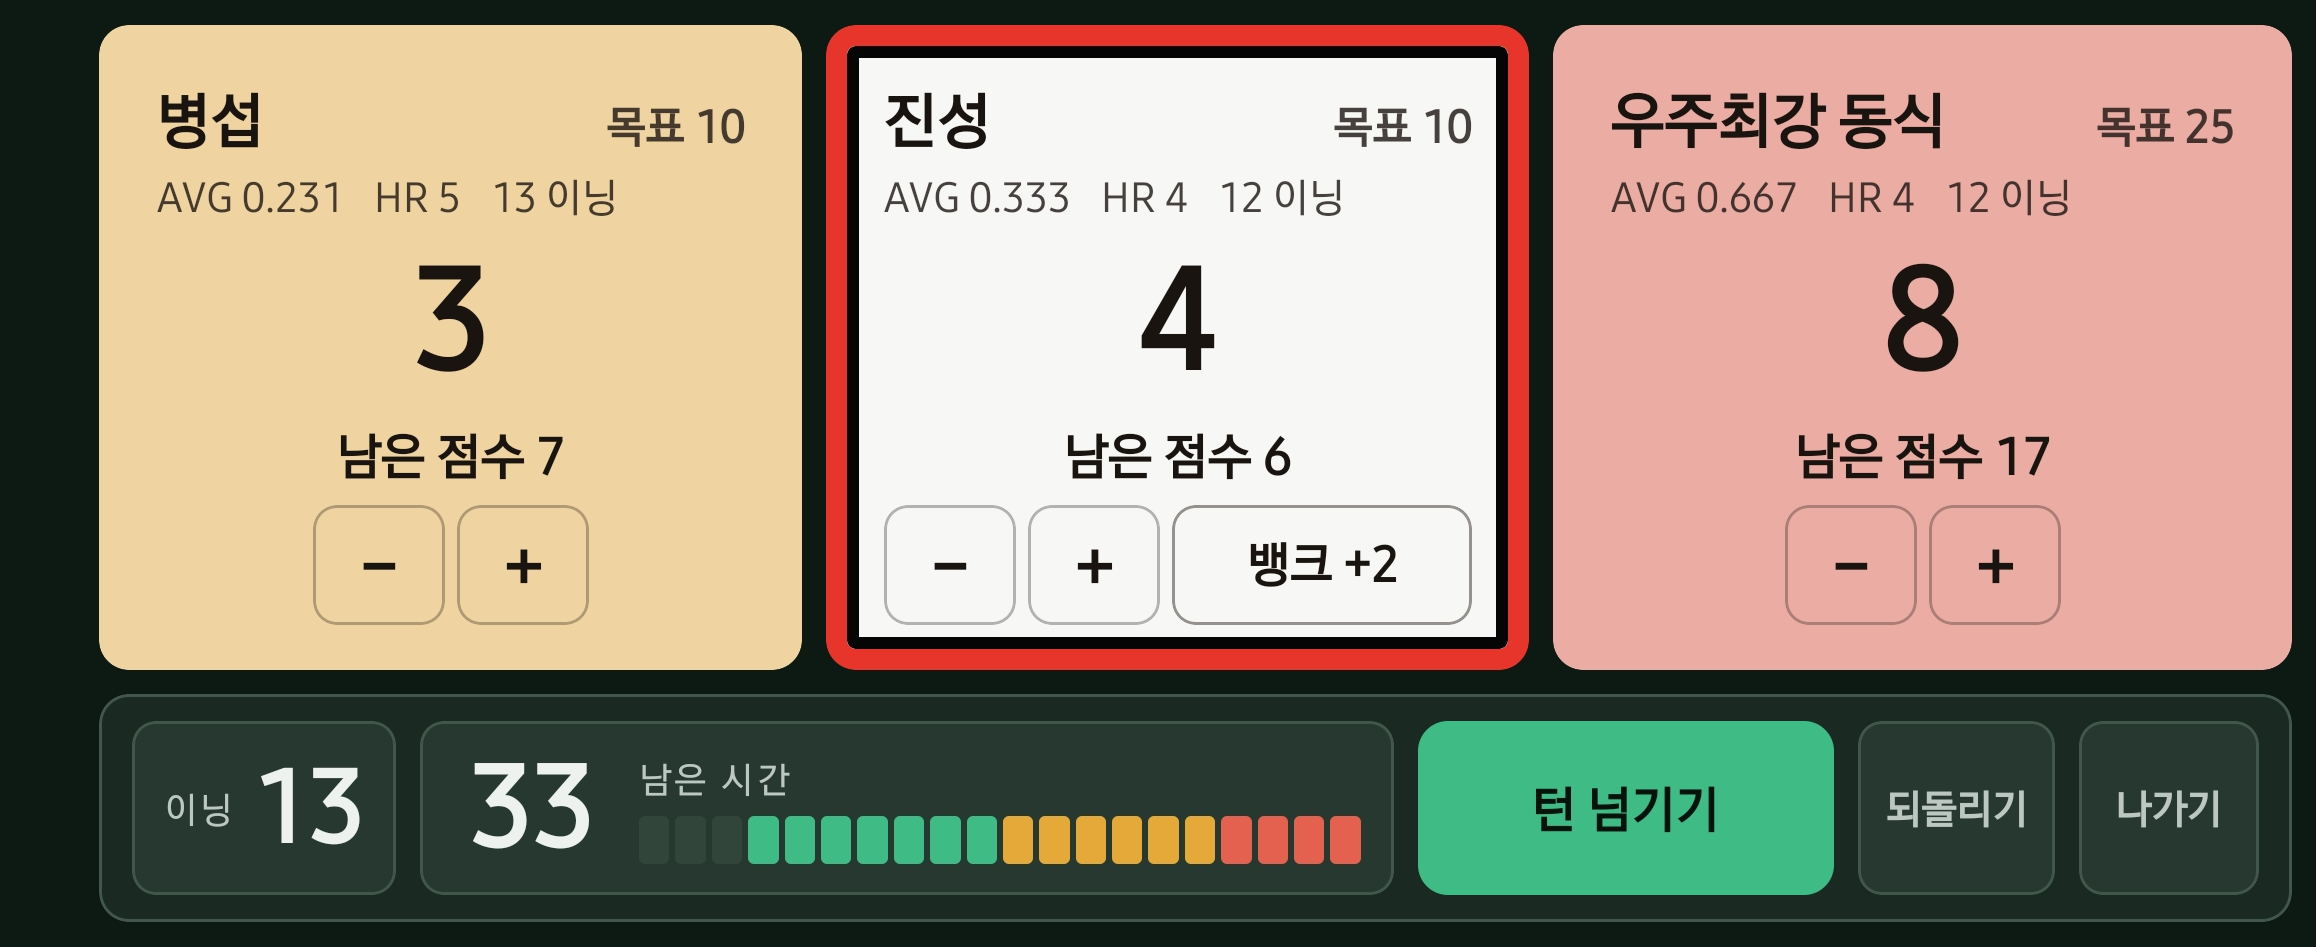 병섭 목표 10
AVG 0.231 HR 5 13 이닝
3
남은 점수 7
− +
진성 목표 10
AVG 0.333 HR 4 12 이닝
4
남은 점수 6
− + 뱅크 +2
우주최강 동식 목표 25
AVG 0.667 HR 4 12 이닝
8
남은 점수 17
− +
이닝 13
33 남은 시간
턴 넘기기
되돌리기
나가기